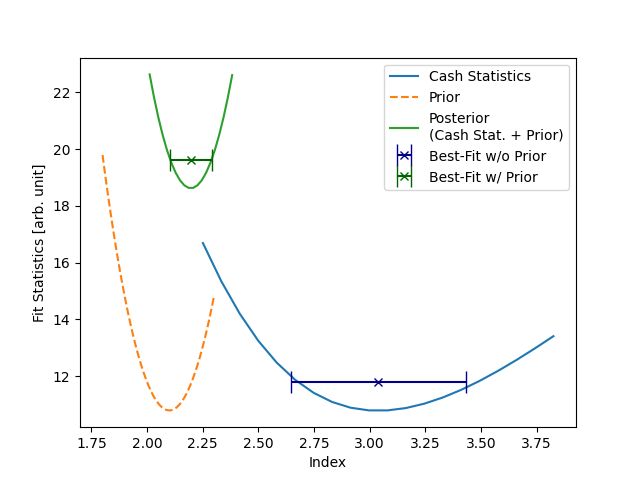 Cash Statistics
Prior
Posterior
(Cash Stat. + Prior)
Best-Fit w/o Prior
Best-Fit w/ Prior
Fit Statistics [arb. unit]
22
20
18
16
14
12
1.75 2.00 2.25 2.50 2.75 3.00 3.25 3.50 3.75
Index